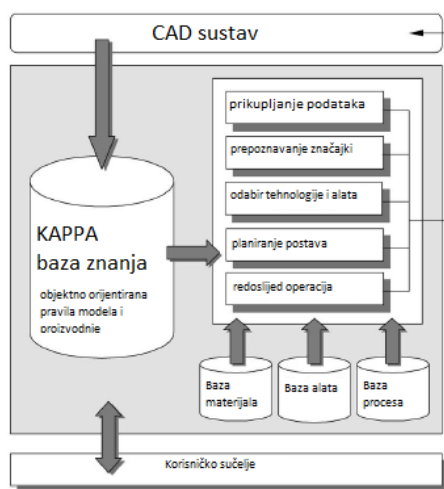 CAD sustav
KAPPA
baza znanja
objektno orijentirana
pravila modela i
proizvodnie
prikupljanje podataka
prepoznavanje značajki
odabir tehnologije i alata
planiranje postava
redoslijed operacija
Baza
materijala
Baza alata
Baza
procesa
Korisničko sučelje